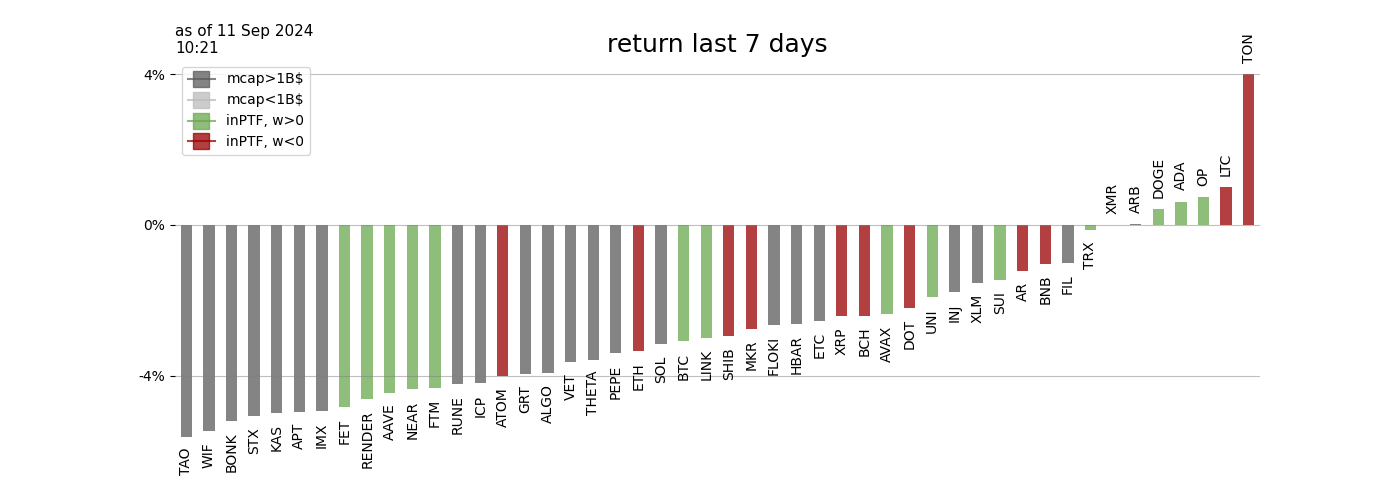 as of 11 Sep 2024
10:21
return last 7 days
4%
0%
-4%
mcap>1B$
mcap<1B$
inPTF, w>0
inPTF, w<0
TAO
WIF
BONK
STX
KAS
APT
IMX
FET
RENDER
AAVE
NEAR
FTM
RUNE
ICP
ATOM
GRT
ALGO
VET
THETA
PEPE
ETH
SOL
BTC
LINK
SHIB
MKR
FLOKI
HBAR
ETC
XRP
BCH
AVAX
DOT
UNI
INJ
XLM
SUI
AR
BNB
FIL
TRX
XMR
ARB
DOGE
ADA
OP
LTC
TON